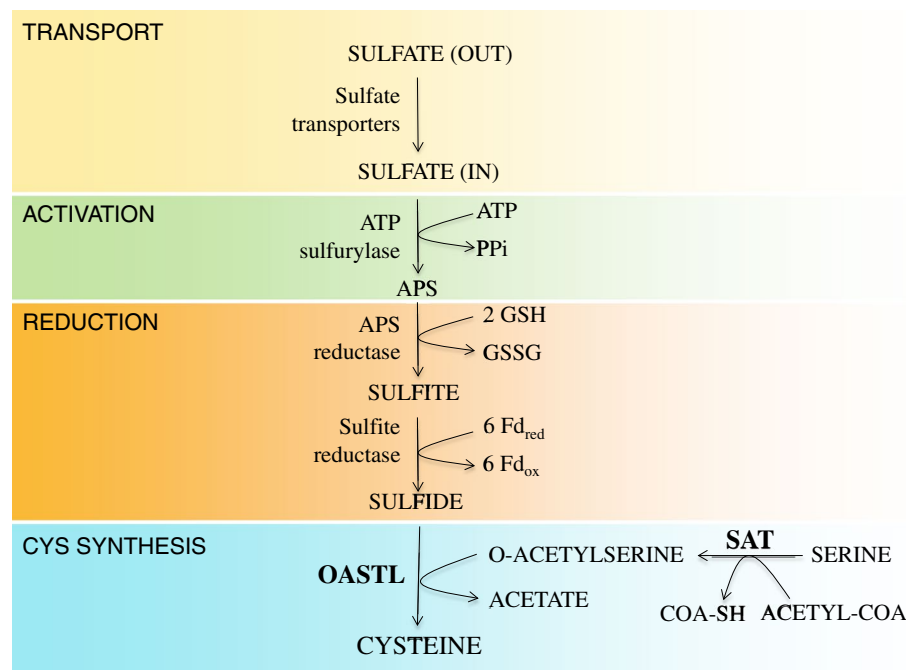 TRANSPORT
SULFATE (OUT)
Sulfate
transporters
SULFATE (IN)
ACTIVATION
ATP
sulfurylase
ATP
PPi
APS
REDUCTION
APS
reductase
2 GSH
GSSG
SULFITE
Sulfite
reductase
6 Fdred
6 Fdox
SULFIDE
CYS SYNTHESIS
OASTL
O-ACETYLSERINE
SAT
SERINE
ACETATE
COA-SH
ACETYL-COA
CYSTEINE